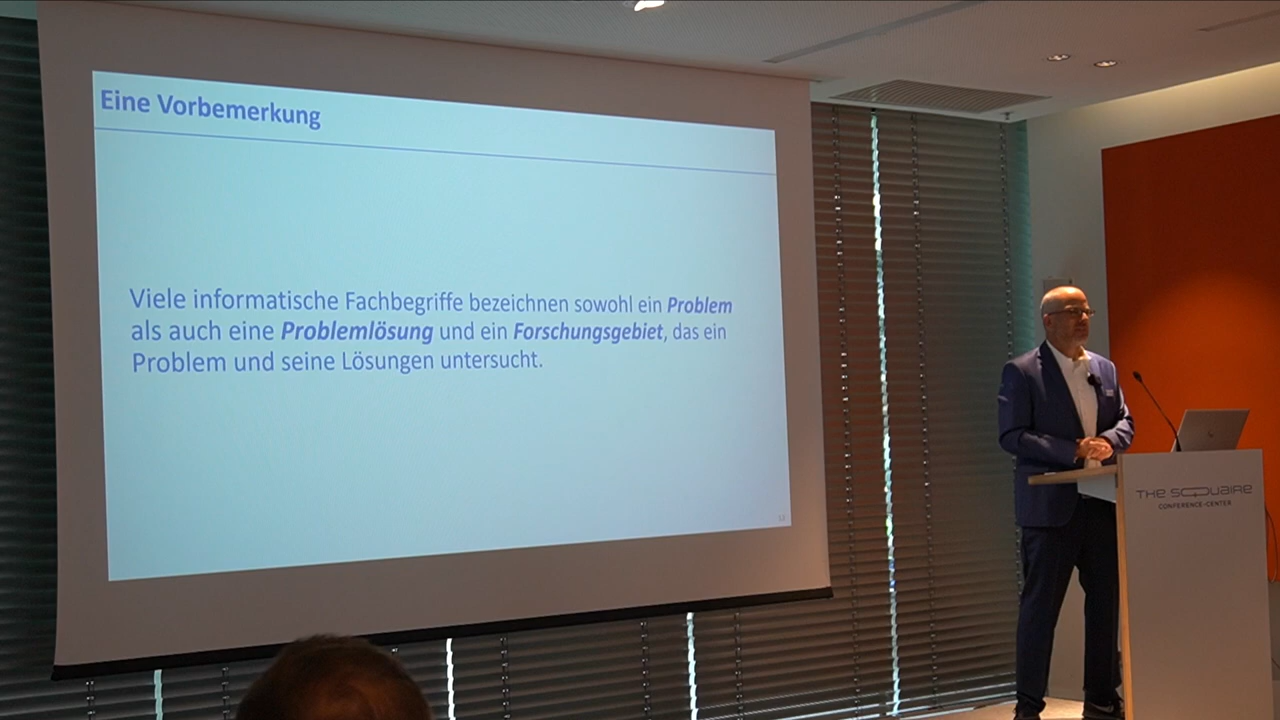 Eine Vorbemerkung
Viele informatische Fachbegriffe bezeichnen sowohl ein Problem
als auch eine Problemlösung und ein Forschungsgebiet, das ein
Problem und seine Lösungen untersucht.
THE SQUAIRE
CONFERENCE-CENTER